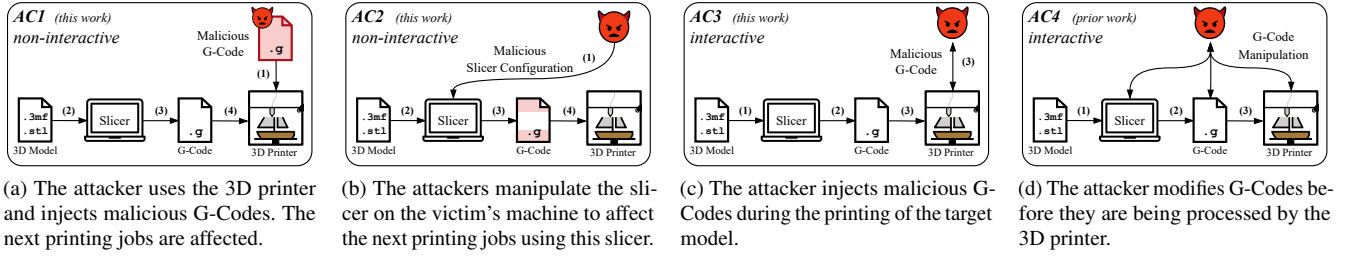 AC1 (this work)
non-interactive
Malicious
G-Code
.g
(1)
.3mf
.stl
3D Model
(2)
Slicer
(3)
.g
G-Code
(4)
3D Printer
(a) The attacker uses the 3D printer
and injects malicious G-Codes. The
next printing jobs are affected.
AC2 (this work)
non-interactive
Malicious
Slicer Configuration
(1)
.3mf
.stl
3D Model
(2)
Slicer
(3)
.g
G-Code
(4)
3D Printer
(b) The attackers manipulate the sli-
cer on the victim's machine to affect
the next printing jobs using this slicer.
AC3 (this work)
interactive
Malicious
G-Code
(3)
.3mf
.stl
3D Model
(1)
Slicer
(2)
.g
G-Code
(3)
3D Printer
(c) The attacker injects malicious G-
Codes during the printing of the target
model.
AC4 (prior work)
interactive
G-Code
Manipulation
.3mf
.stl
3D Model
(1)
Slicer
(2)
.g
G-Code
(3)
3D Printer
(d) The attacker modifies G-Codes be-
fore they are being processed by the
3D printer.